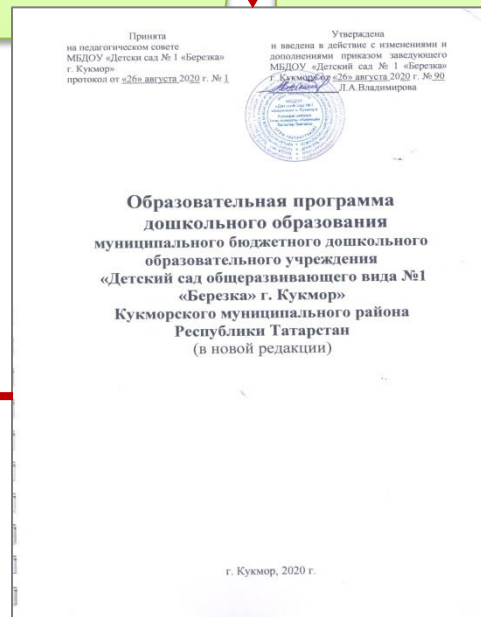 Принята
на педагогическом совете
МБДОУ «Детски сад № 1 «Березка»
г. Кукмор»
протокол от «26» августа 2020 г. № 1
Утверждена
и введена в действие с изменениями и
дополнениями приказом заведующего
МБДОУ «Детский сад № 1 «Березка»
г. Кукмор» от «26» августа 2020 г. № 90
Л.А.Владимирова
Образовательная программа
дошкольного образования
муниципального бюджетного дошкольного
образовательного учреждения
«Детский сад общеразвивающего вида №1
«Березка» г. Кукмор»
Кукморского муниципального района
Республики Татарстан
(в новой редакции)
г. Кукмор, 2020 г.